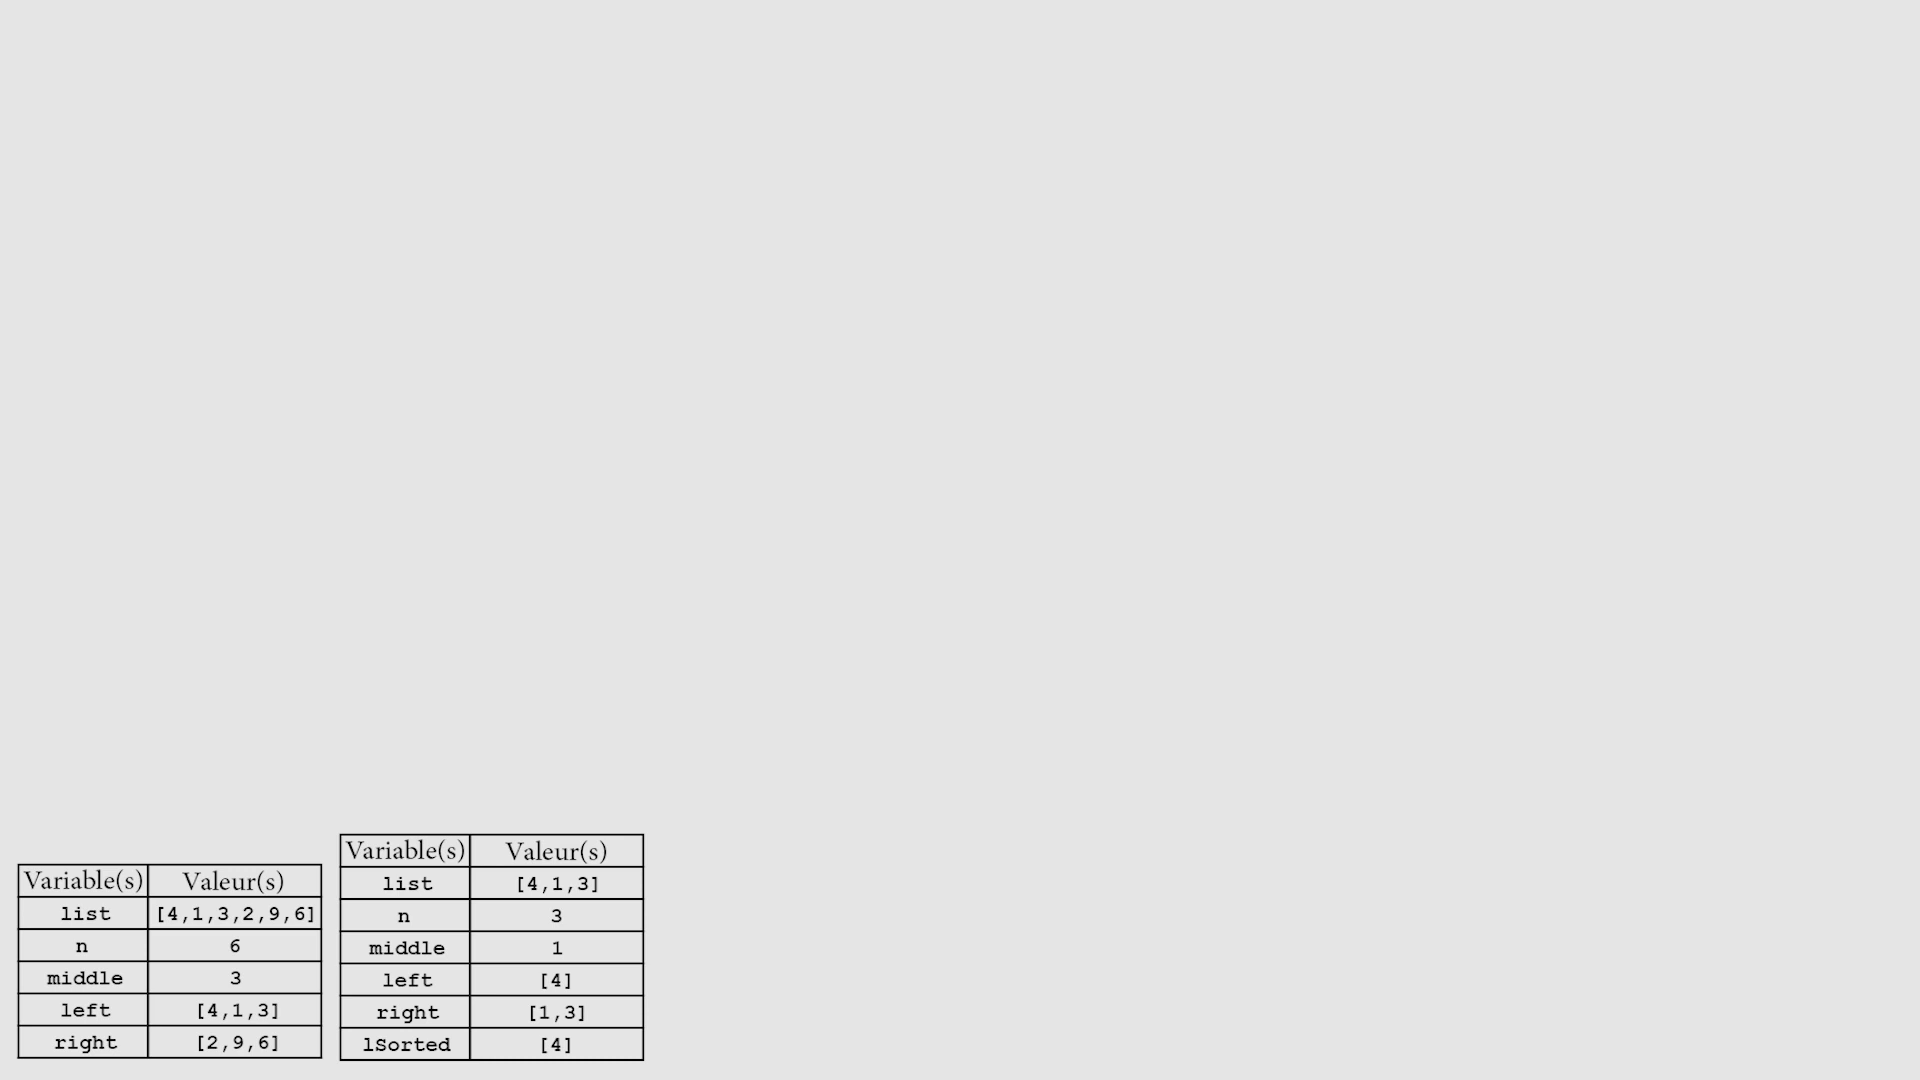 Variable(s) Valeur(s)
list [4,1,3,2,9,6]
n 6
middle 3
left [4,1,3]
right [2,9,6]
Variable(s) Valeur(s)
list [4,1,3]
n 3
middle 1
left [4]
right [1,3]
lSorted [4]